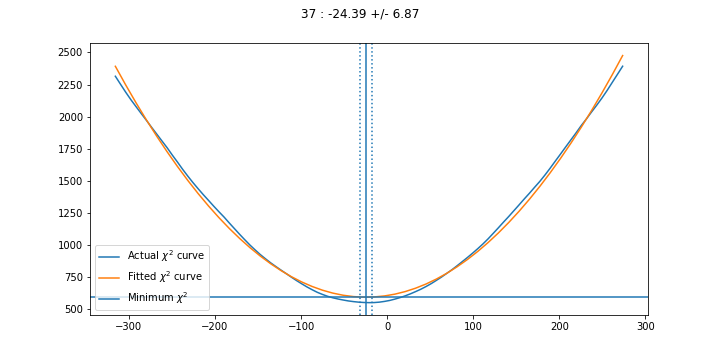 37 : -24.39 +/- 6.87
2500
2250
2000
1750
1500
1250
1000
750
500
Actual χ² curve
Fitted χ² curve
Minimum χ²
−300 −200 −100 0 100 200 300